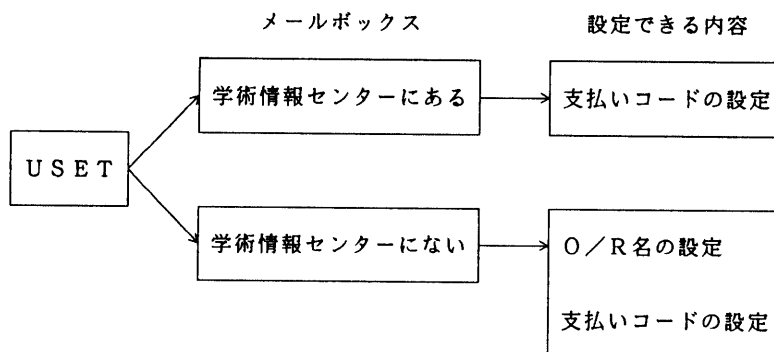 メールボックス　設定できる内容
学術情報センターにある　支払いコードの設定
ＵＳＥＴ
学術情報センターにない　Ｏ／Ｒ名の設定
支払いコードの設定